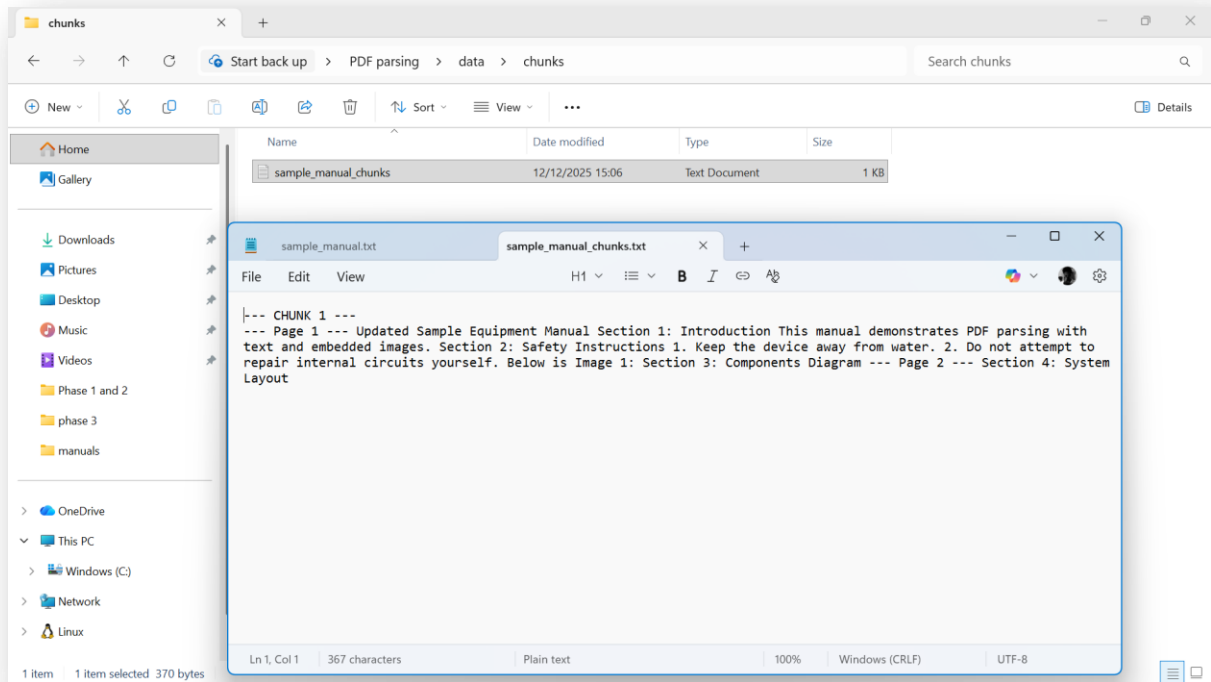 chunks
Start back up > PDF parsing > data > chunks
Search chunks
New
Sort
View
Details
Home
Gallery
Downloads
Pictures
Desktop
Music
Videos
Phase 1 and 2
phase 3
manuals
OneDrive
This PC
Windows (C:)
Network
Linux
Name Date modified Type Size
sample_manual_chunks 12/12/2025 15:06 Text Document 1 KB
sample_manual.txt
sample_manual_chunks.txt
File Edit View H1 B I
--- CHUNK 1 ---
--- Page 1 --- Updated Sample Equipment Manual Section 1: Introduction This manual demonstrates PDF parsing with
text and embedded images. Section 2: Safety Instructions 1. Keep the device away from water. 2. Do not attempt to
repair internal circuits yourself. Below is Image 1: Section 3: Components Diagram --- Page 2 --- Section 4: System
Layout
Ln 1, Col 1 367 characters Plain text 100% Windows (CRLF) UTF-8
1 item 1 item selected 370 bytes